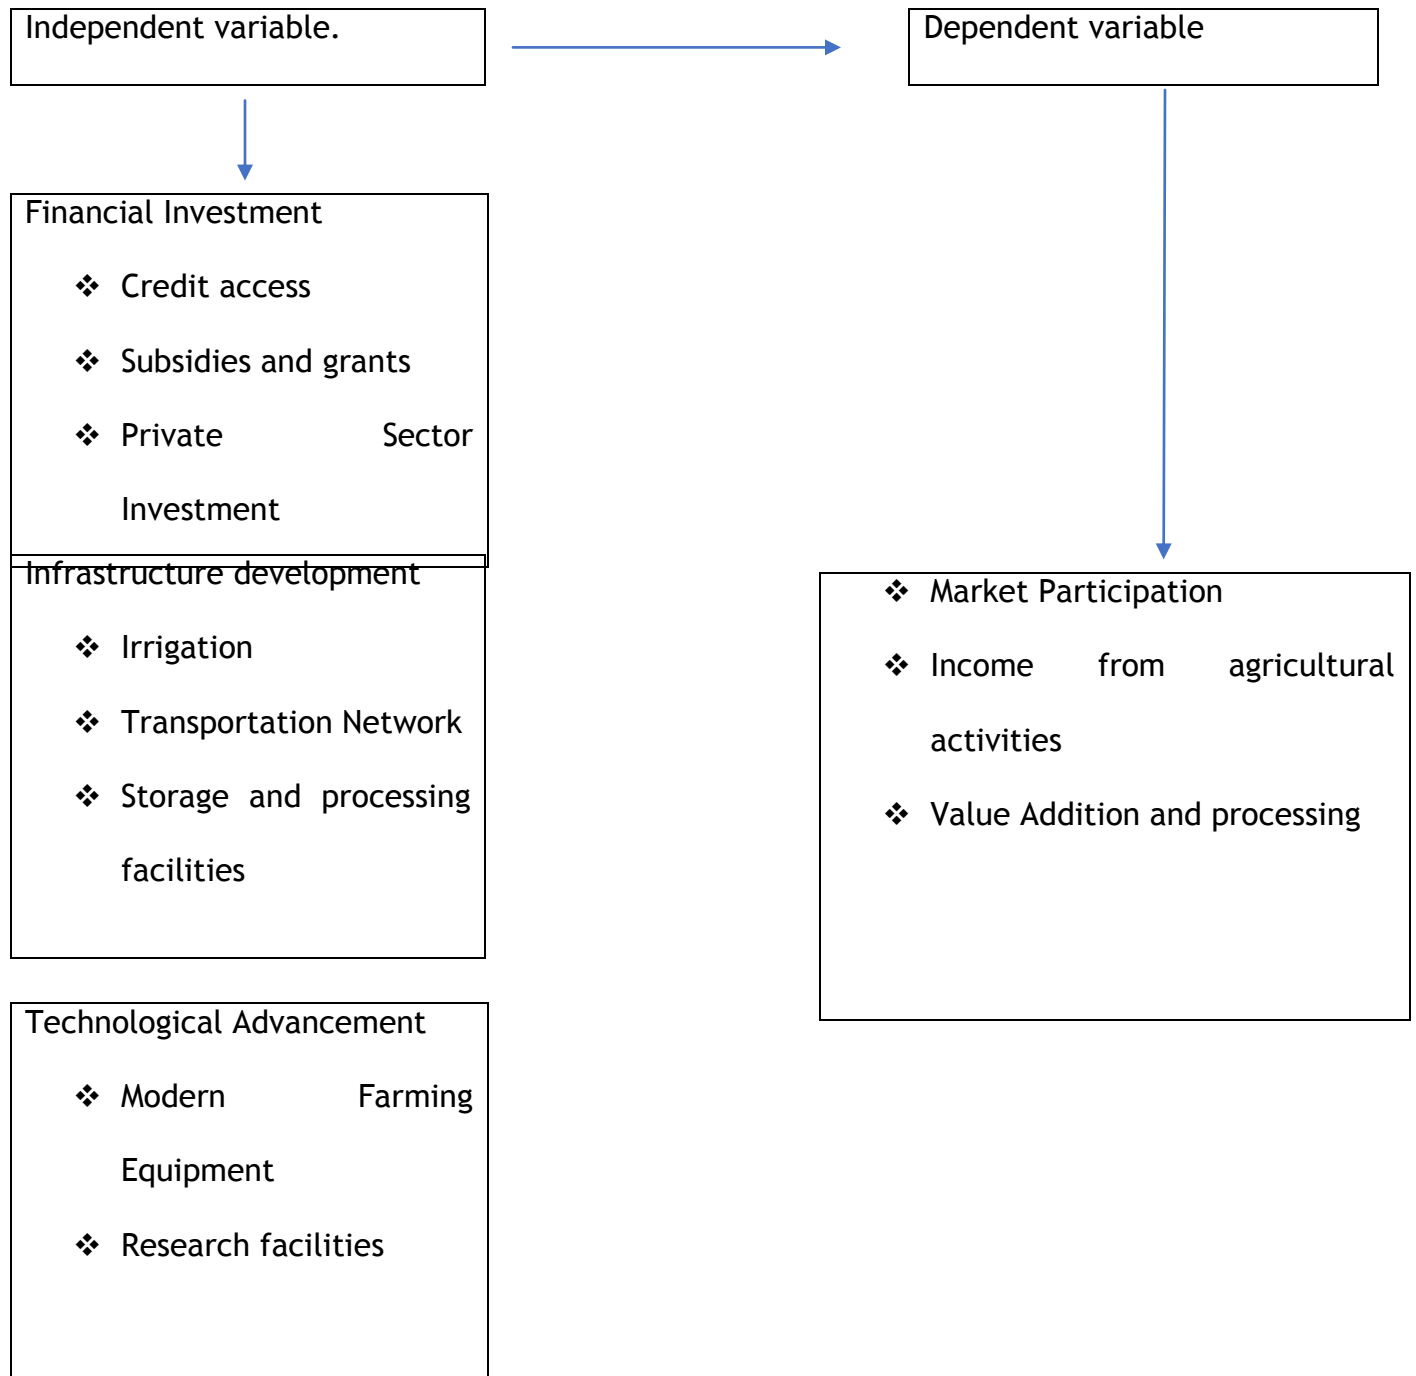 Independent variable.
Dependent variable
Financial Investment
❖ Credit access
❖ Subsidies and grants
❖ Private Sector
Investment
Infrastructure development
❖ Irrigation
❖ Transportation Network
❖ Storage and processing
facilities
❖ Market Participation
❖ Income from agricultural
activities
❖ Value Addition and processing
Technological Advancement
❖ Modern Farming
Equipment
❖ Research facilities